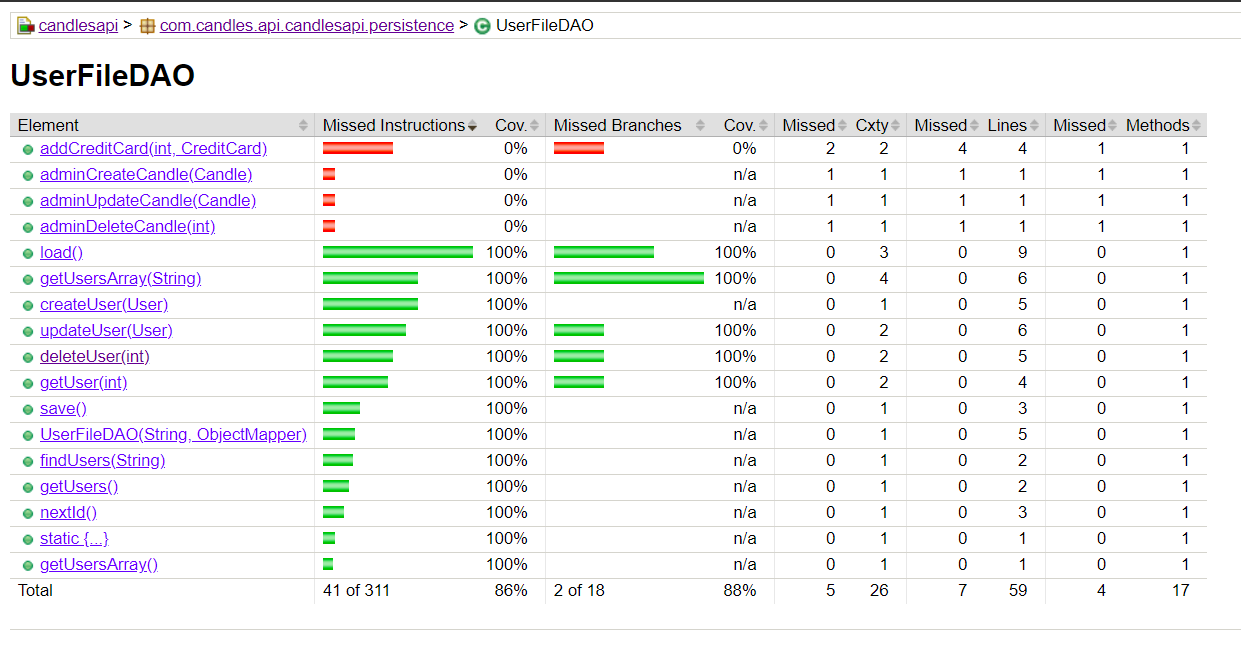 candlesapi > com.candles.api.candlesapi.persistence > UserFileDAO
UserFileDAO
Element Missed Instructions Cov. Missed Branches Cov. Missed Cxty Missed Lines Missed Methods
addCreditCard(int, CreditCard) 0% 0% 2 2 4 4 1 1
adminCreateCandle(Candle) 0% n/a 1 1 1 1 1 1
adminUpdateCandle(Candle) 0% n/a 1 1 1 1 1 1
adminDeleteCandle(int) 0% n/a 1 1 1 1 1 1
load() 100% 100% 0 3 0 9 0 1
getUsersArray(String) 100% 100% 0 4 0 6 0 1
createUser(User) 100% n/a 0 1 0 5 0 1
updateUser(User) 100% 100% 0 2 0 6 0 1
deleteUser(int) 100% 100% 0 2 0 5 0 1
getUser(int) 100% 100% 0 2 0 4 0 1
save() 100% n/a 0 1 0 3 0 1
UserFileDAO(String, ObjectMapper) 100% n/a 0 1 0 5 0 1
findUsers(String) 100% n/a 0 1 0 2 0 1
getUsers() 100% n/a 0 1 0 2 0 1
nextId() 100% n/a 0 1 0 3 0 1
static {...} 100% n/a 0 1 0 1 0 1
getUsersArray() 100% n/a 0 1 0 1 0 1
Total 41 of 311 86% 2 of 18 88% 5 26 7 59 4 17